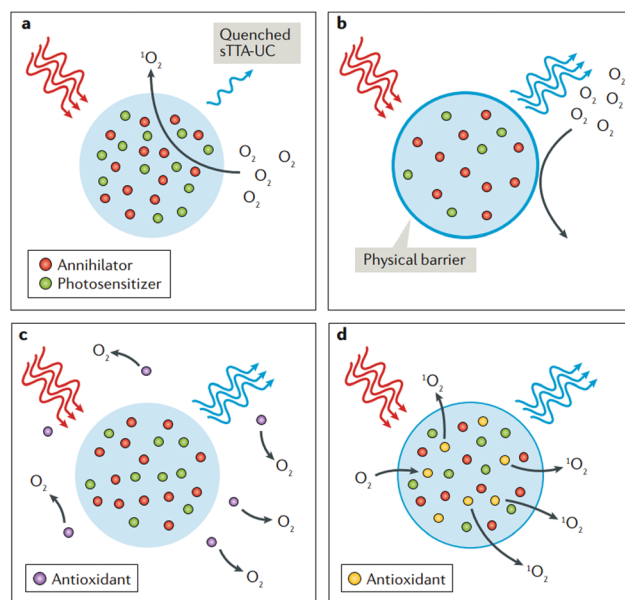 a
Quenched
sTTA-UC
¹O₂
O₂
O₂
O₂
O₂
Annihilator
Photosensitizer
b
O₂
O₂
O₂
O₂
O₂
Physical barrier
c
O₂
O₂
O₂
O₂
O₂
Antioxidant
d
¹O₂
O₂
¹O₂
¹O₂
¹O₂
Antioxidant